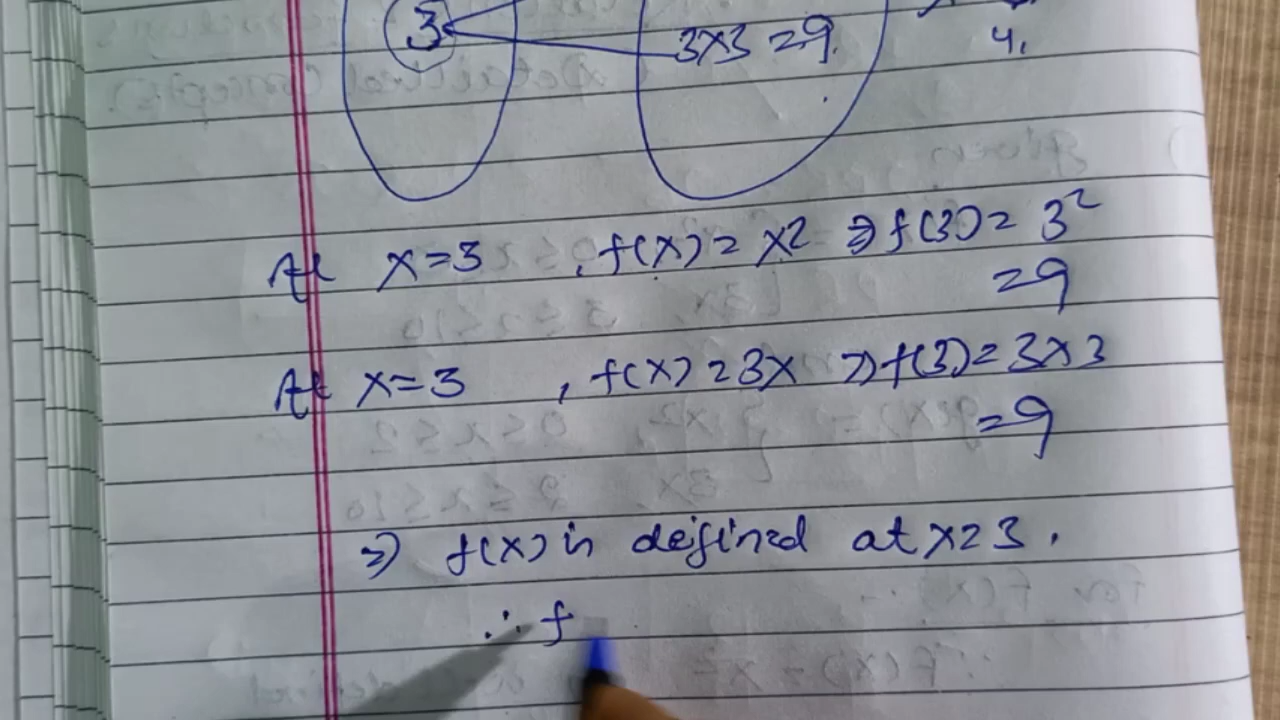 3
3x3 =9.
4,
At x=3 , f(x) = x2 ⇒ f(3) = 3²
=9
At x=3 , f(x) = 3x ⇒ f(3) = 3x3
=9
⇒ f(x) is defined at x=3.
∴ f